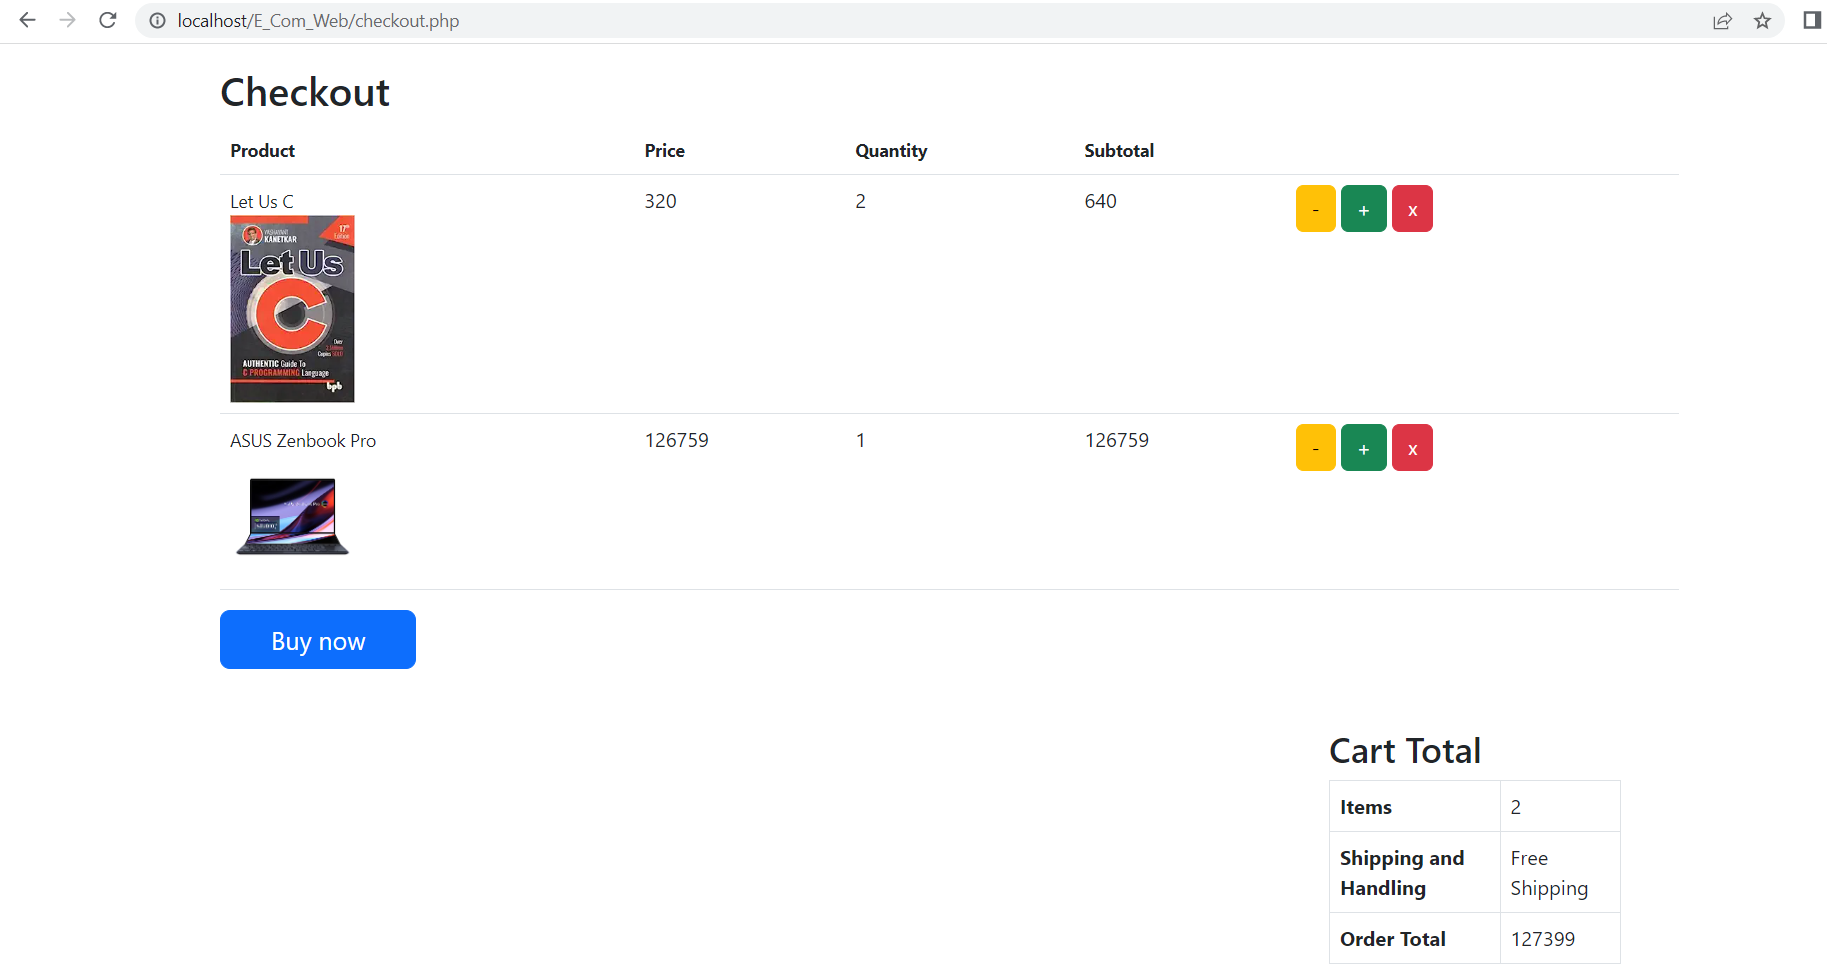 localhost/E_Com_Web/checkout.php
Checkout
Product Price Quantity Subtotal
Let Us C 320 2 640 - + x
17th
Edition
YASHAVANT
KANETKAR
Let Us
C
Over
Copies SOLD
AUTHENTIC Guide To
C PROGRAMMING Language
bpb
ASUS Zenbook Pro 126759 1 126759 - + x
Buy now
Cart Total
Items 2
Shipping and Handling Free Shipping
Order Total 127399